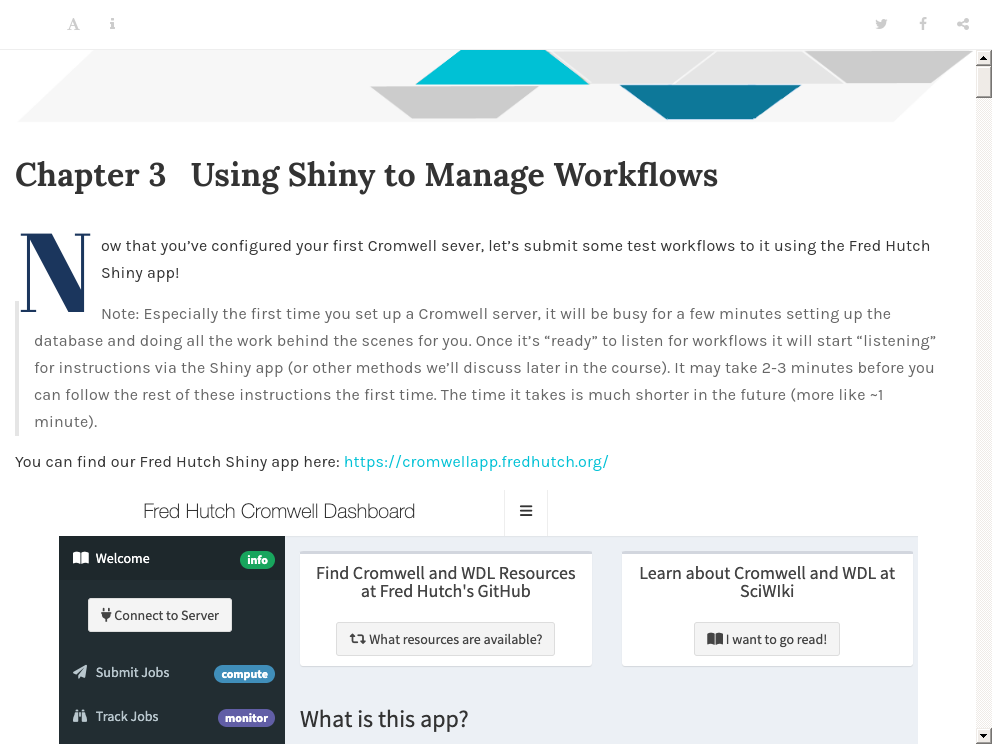 Chapter 3 Using Shiny to Manage Workflows
Now that you’ve configured your first Cromwell sever, let’s submit some test workflows to it using the Fred Hutch
Shiny app!
Note: Especially the first time you set up a Cromwell server, it will be busy for a few minutes setting up the
database and doing all the work behind the scenes for you. Once it’s “ready” to listen for workflows it will start “listening”
for instructions via the Shiny app (or other methods we’ll discuss later in the course). It may take 2-3 minutes before you
can follow the rest of these instructions the first time. The time it takes is much shorter in the future (more like ~1
minute).
You can find our Fred Hutch Shiny app here: https://cromwellapp.fredhutch.org/
Fred Hutch Cromwell Dashboard
Welcome info
Connect to Server
Submit Jobs compute
Track Jobs monitor
Find Cromwell and WDL Resources
at Fred Hutch's GitHub
What resources are available?
Learn about Cromwell and WDL at
SciWIki
I want to go read!
What is this app?